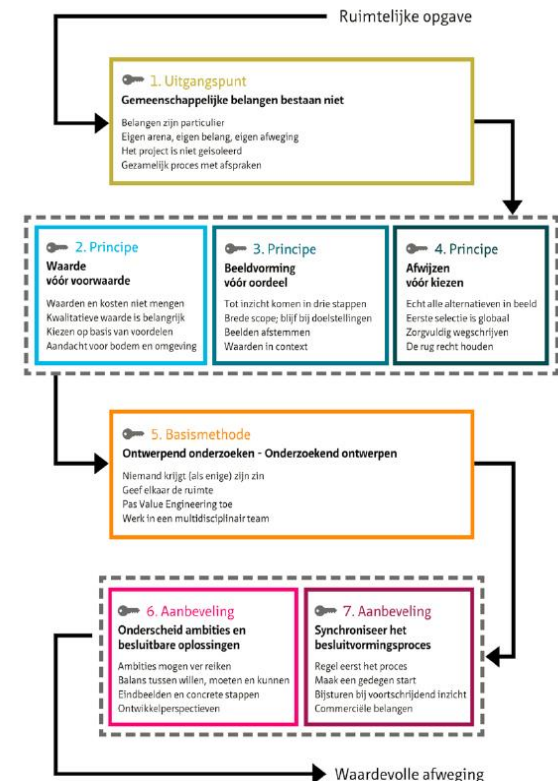 Ruimtelijke opgave
1. Uitgangspunt
Gemeenschappelijke belangen bestaan niet
Belangen zijn particulier
Eigen arena, eigen belang, eigen afweging
Het project is niet geïsoleerd
Gezamelijk proces met afspraken
2. Principe
Waarde
vóór voorwaarde
Waarden en kosten niet mengen
Kwalitatieve waarde is belangrijk
Kiezen op basis van voordelen
Aandacht voor bodem en omgeving
3. Principe
Beeldvorming
vóór oordeel
Tot inzicht komen in drie stappen
Brede scope; blijf bij doelstellingen
Beelden afstemmen
Waarden in context
4. Principe
Afwijzen
vóór kiezen
Echt alle alternatieven in beeld
Eerste selectie is globaal
Zorgvuldig wegschrijven
De rug recht houden
5. Basismethode
Ontwerpend onderzoeken - Onderzoekend ontwerpen
Niemand krijgt (als enige) zijn zin
Geef elkaar de ruimte
Pas Value Engineering toe
Werk in een multidisciplinair team
6. Aanbeveling
Onderscheid ambities en
besluitbare oplossingen
Ambities mogen ver reiken
Balans tussen willen, moeten en kunnen
Eindbeelden en concrete stappen
Ontwikkelperspectieven
7. Aanbeveling
Synchroniseer het
besluitvormingsproces
Regel eerst het proces
Maak een gedegen start
Bijsturen bij voortschrijdend inzicht
Commerciële belangen
Waardevolle afweging